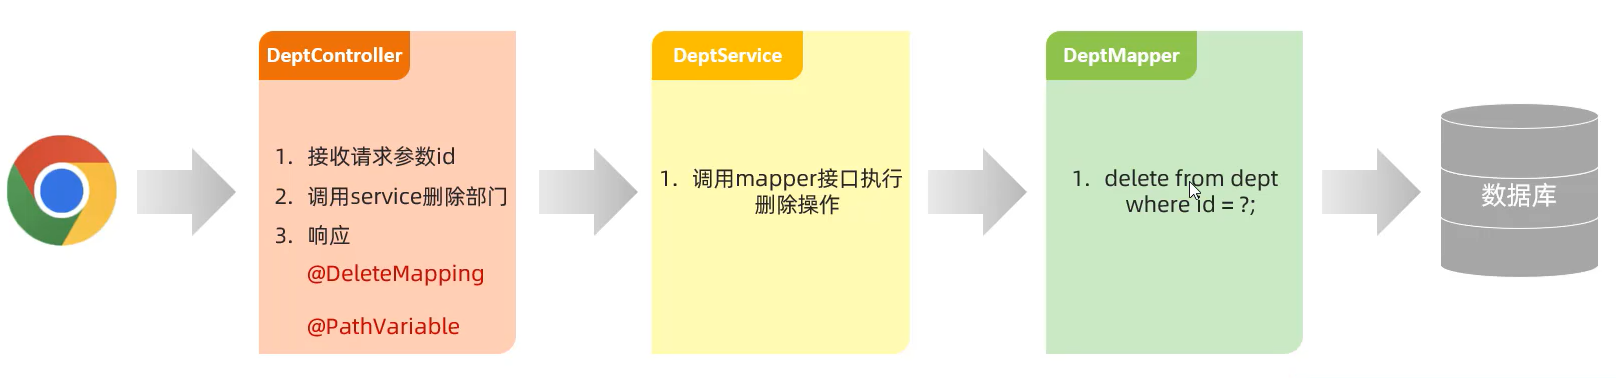 DeptController
1. 接收请求参数id
2. 调用service删除部门
3. 响应
@DeleteMapping
@PathVariable
DeptService
1. 调用mapper接口执行
删除操作
DeptMapper
1. delete from dept
where id = ?;
数据库